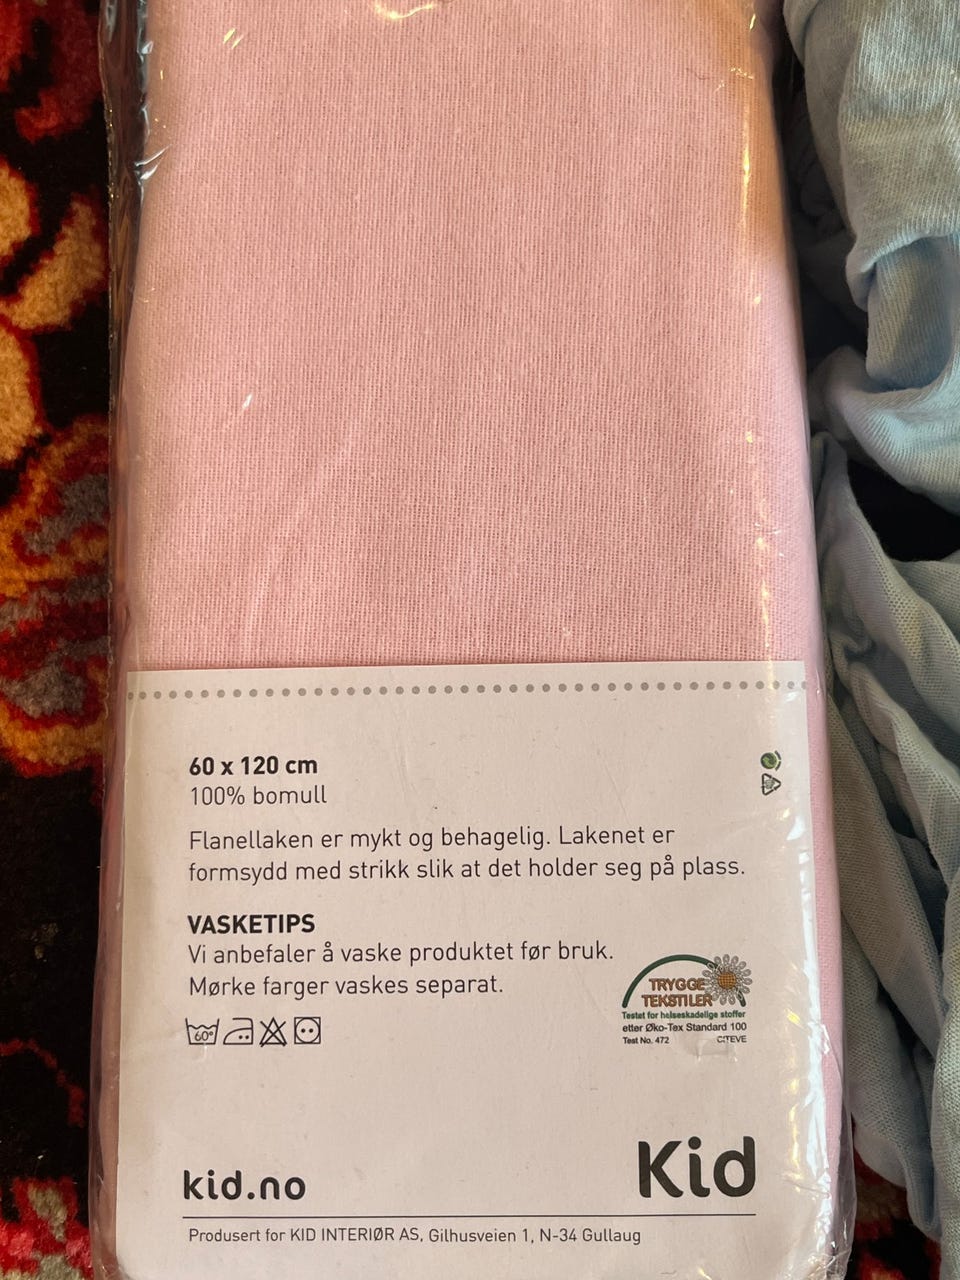 60 x 120 cm
100% bomull
Flanellaken er mykt og behagelig. Lakenet er
formsydd med strikk slik at det holder seg på plass.
VASKETIPS
Vi anbefaler å vaske produktet før bruk.
Mørke farger vaskes separat.
60°
TRYGGE
TEKSTILER
Testet for helseskadelige stoffer
etter Øko-Tex Standard 100
Test No. 472 CITEVE
kid.no
Kid
Produsert for KID INTERIØR AS, Gilhusveien 1, N-34 Gullaug